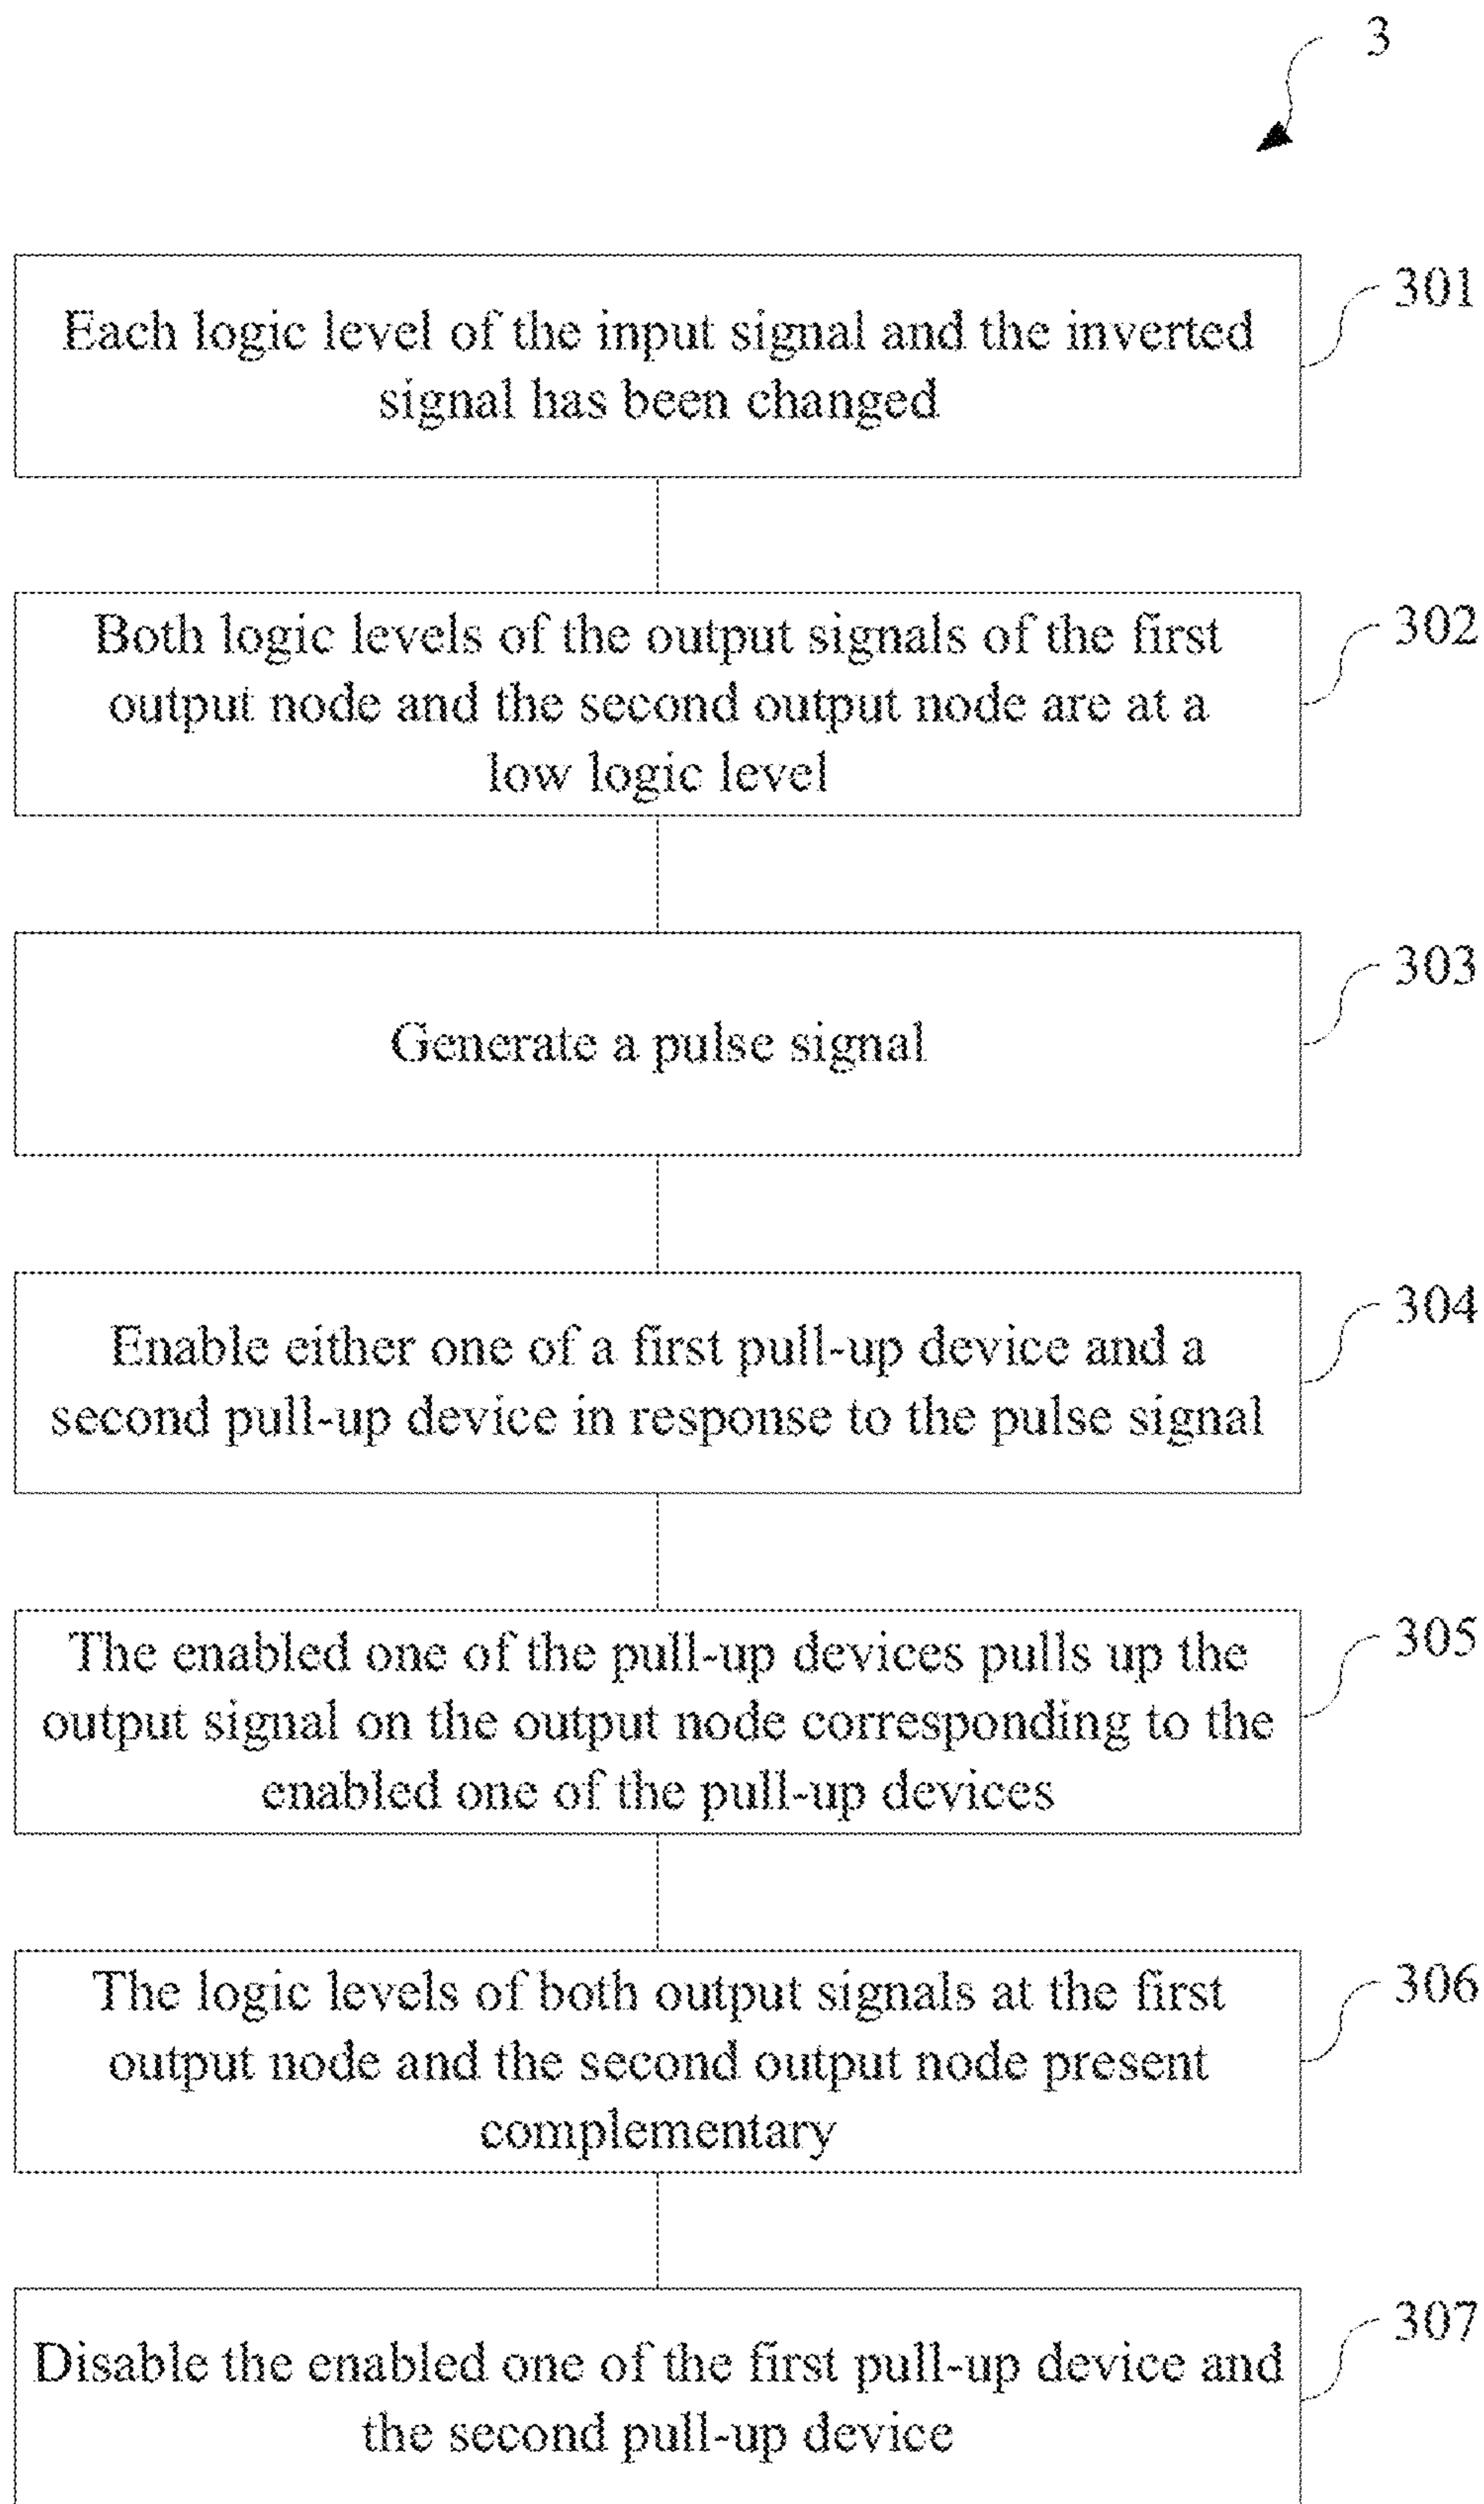 3
Each logic level of the input signal and the inverted
signal has been changed
301
Both logic levels of the output signals of the first
output node and the second output node are at a
low logic level
302
Generate a pulse signal
303
Enable either one of a first pull-up device and a
second pull-up device in response to the pulse signal
304
The enabled one of the pull-up devices pulls up the
output signal on the output node corresponding to the
enabled one of the pull-up devices
305
The logic levels of both output signals at the first
output node and the second output node present
complementary
306
Disable the enabled one of the first pull-up device and
the second pull-up device
307